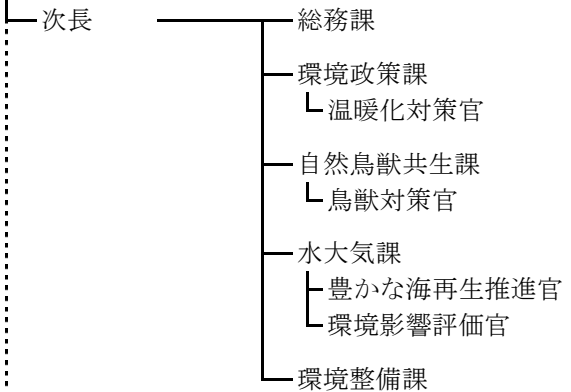 次長
総務課
環境政策課
温暖化対策官
自然鳥獣共生課
鳥獣対策官
水大気課
豊かな海再生推進官
環境影響評価官
環境整備課